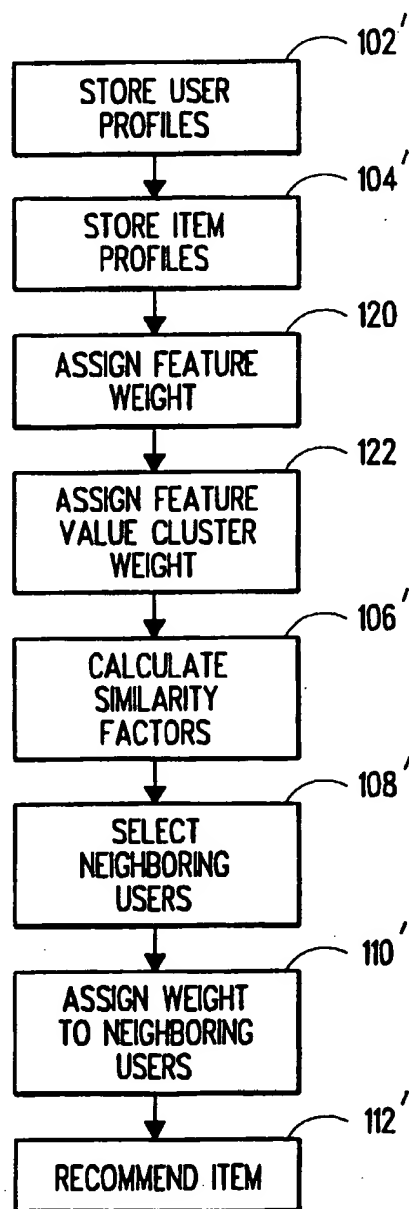 102'
STORE USER
PROFILES
104'
STORE ITEM
PROFILES
120
ASSIGN FEATURE
WEIGHT
122
ASSIGN FEATURE
VALUE CLUSTER
WEIGHT
106'
CALCULATE
SIMILARITY
FACTORS
108'
SELECT
NEIGHBORING
USERS
110'
ASSIGN WEIGHT
TO NEIGHBORING
USERS
112'
RECOMMEND ITEM